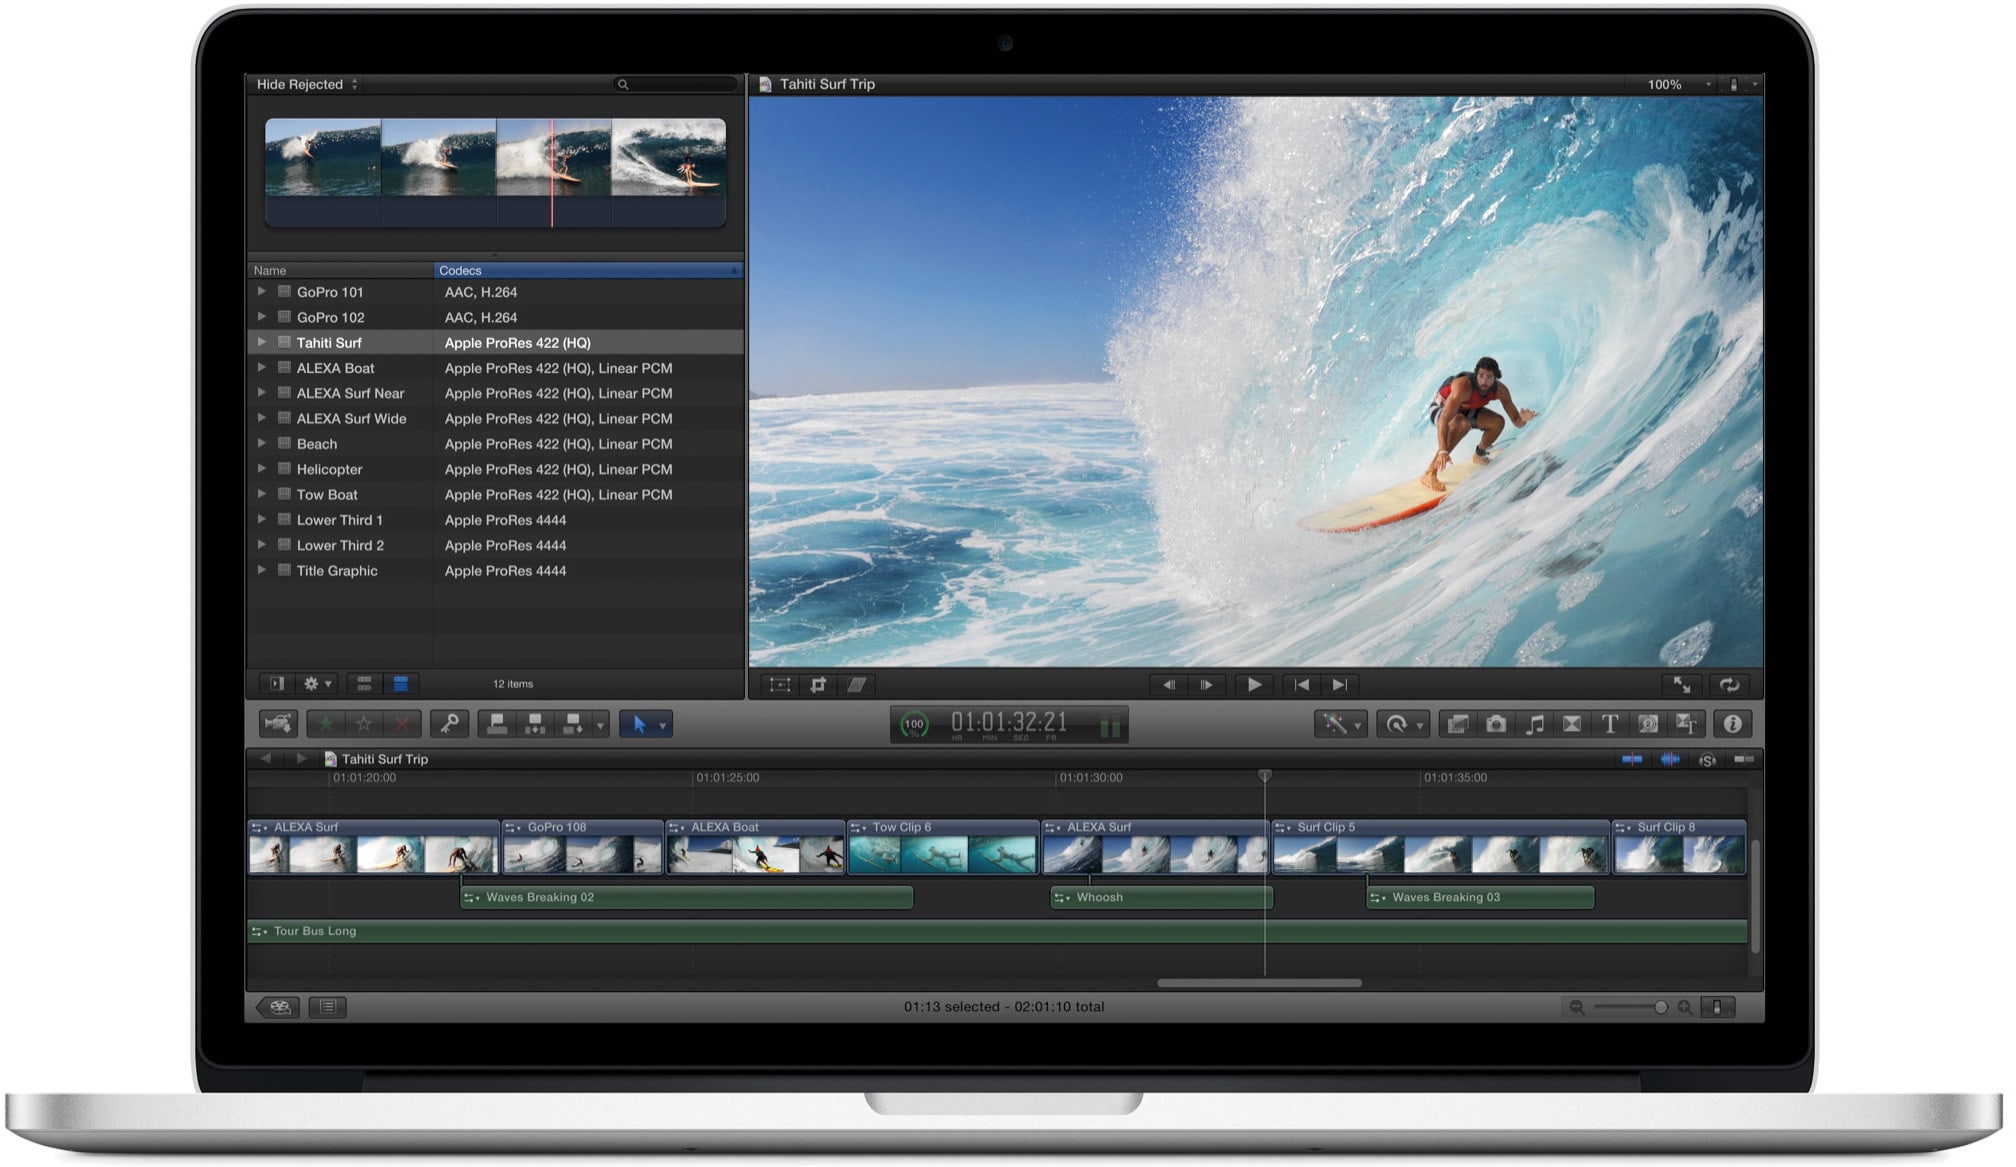 Hide Rejected
Tahiti Surf Trip
100%
Name Codecs
GoPro 101 AAC, H.264
GoPro 102 AAC, H.264
Tahiti Surf Apple ProRes 422 (HQ)
ALEXA Boat Apple ProRes 422 (HQ), Linear PCM
ALEXA Surf Near Apple ProRes 422 (HQ), Linear PCM
ALEXA Surf Wide Apple ProRes 422 (HQ), Linear PCM
Beach Apple ProRes 422 (HQ), Linear PCM
Helicopter Apple ProRes 422 (HQ), Linear PCM
Tow Boat Apple ProRes 422 (HQ), Linear PCM
Lower Third 1 Apple ProRes 4444
Lower Third 2 Apple ProRes 4444
Title Graphic Apple ProRes 4444
12 items
100 %
01:01:32:21
HR MIN SEC FR
Tahiti Surf Trip
01:01:20:00 01:01:25:00 01:01:30:00 01:01:35:00
ALEXA Surf GoPro 108 ALEXA Boat Tow Clip 6 ALEXA Surf Surf Clip 5 Surf Clip 8
Waves Breaking 02 Whoosh Waves Breaking 03
Tour Bus Long
01:13 selected - 02:01:10 total